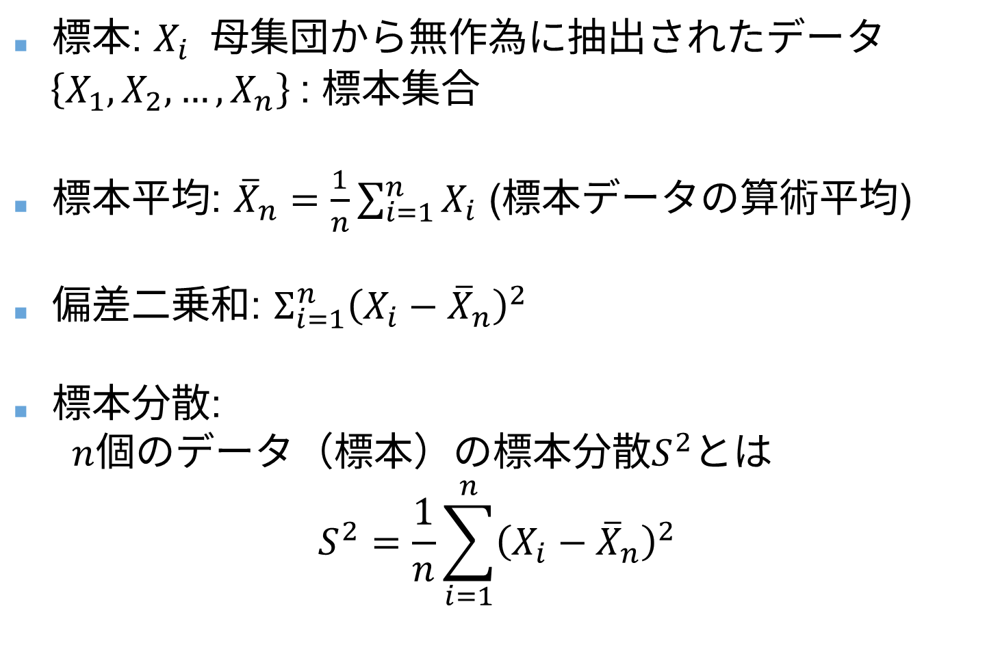 ▪ 標本: $X_i$ 母集団から無作為に抽出されたデータ
$\{X_1, X_2, \ldots, X_n\}$ : 標本集合
▪ 標本平均: $\bar{X}_n = \frac{1}{n}\sum_{i=1}^{n} X_i$ (標本データの算術平均)
▪ 偏差二乗和: $\Sigma_{i=1}^{n}(X_i - \bar{X}_n)^2$
▪ 標本分散:
$n$個のデータ（標本）の標本分散$S^2$とは
$S^2 = \frac{1}{n}\sum_{i=1}^{n}(X_i - \bar{X}_n)^2$